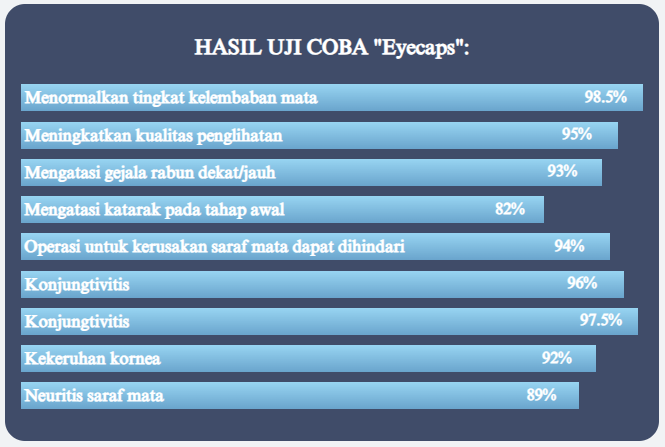 HASIL UJI COBA "Eyecaps":
Menormalkan tingkat kelembaban mata 98.5%
Meningkatkan kualitas penglihatan 95%
Mengatasi gejala rabun dekat/jauh 93%
Mengatasi katarak pada tahap awal 82%
Operasi untuk kerusakan saraf mata dapat dihindari 94%
Konjungtivitis 96%
Konjungtivitis 97.5%
Kekeruhan kornea 92%
Neuritis saraf mata 89%